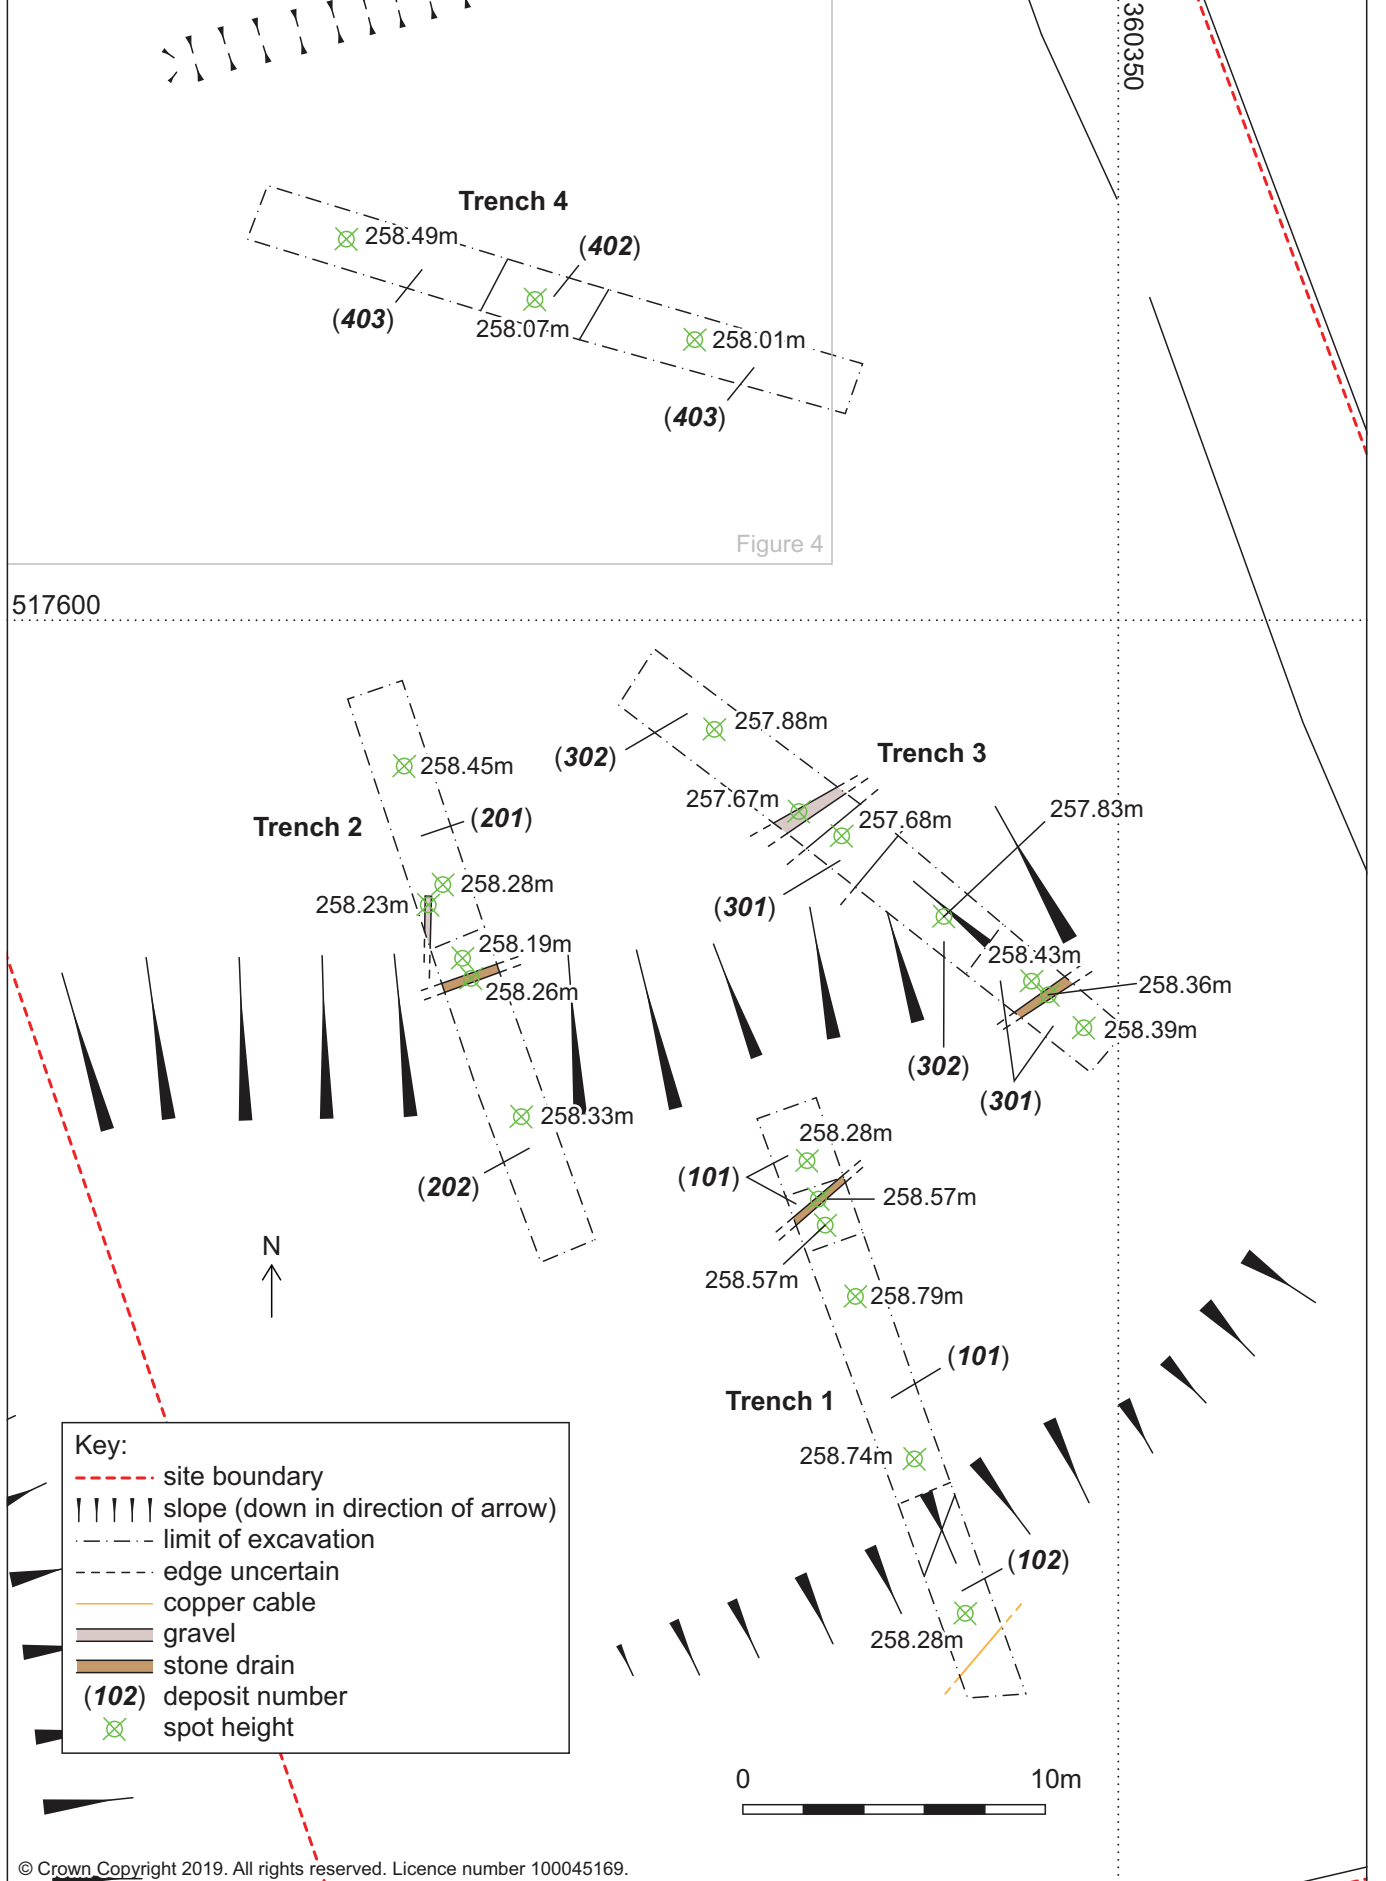 360350
Trench 4
258.49m
(402)
(403)
258.07m
258.01m
(403)
Figure 4
517600
257.88m
(302)
Trench 3
258.45m
257.67m
257.83m
(201)
257.68m
Trench 2
258.28m
258.23m
(301)
258.19m
258.43m
258.26m
258.36m
258.39m
(302)
(301)
258.33m
258.28m
(101)
(202)
258.57m
N
258.57m
258.79m
(101)
Trench 1
258.74m
(102)
258.28m
Key:
site boundary
slope (down in direction of arrow)
limit of excavation
edge uncertain
copper cable
gravel
stone drain
(102) deposit number
spot height
0 10m
© Crown Copyright 2019. All rights reserved. Licence number 100045169.